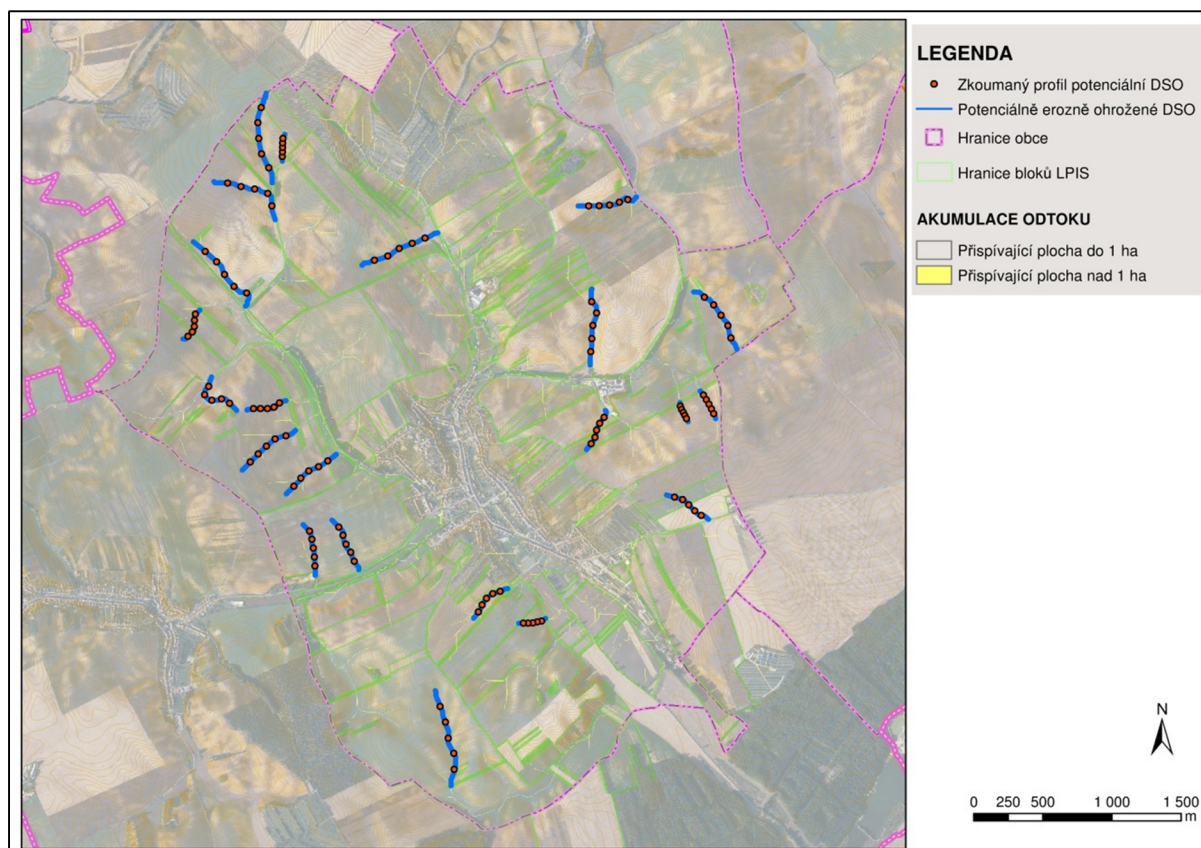 LEGENDA
Zkoumaný profil potenciální DSO
Potenciálně erozně ohrožené DSO
Hranice obce
Hranice bloků LPIS
AKUMULACE ODTOKU
Přispívající plocha do 1 ha
Přispívající plocha nad 1 ha
N
0 250 500 1 000 1 500
m